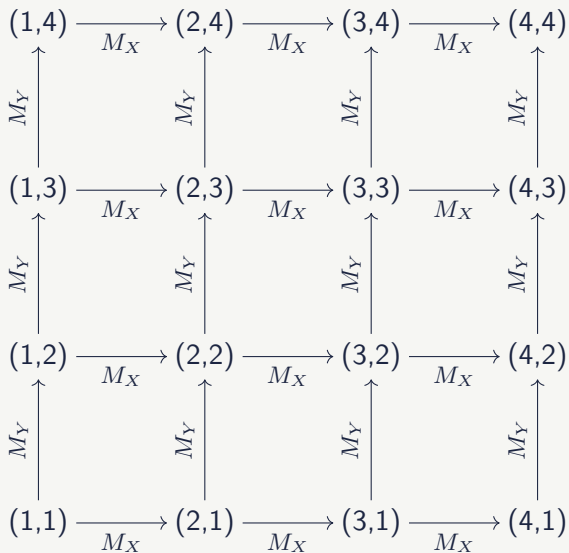 (1,4) (2,4) (3,4) (4,4)
M_X M_X M_X
M_Y M_Y M_Y M_Y
(1,3) (2,3) (3,3) (4,3)
M_X M_X M_X
M_Y M_Y M_Y M_Y
(1,2) (2,2) (3,2) (4,2)
M_X M_X M_X
M_Y M_Y M_Y M_Y
(1,1) (2,1) (3,1) (4,1)
M_X M_X M_X